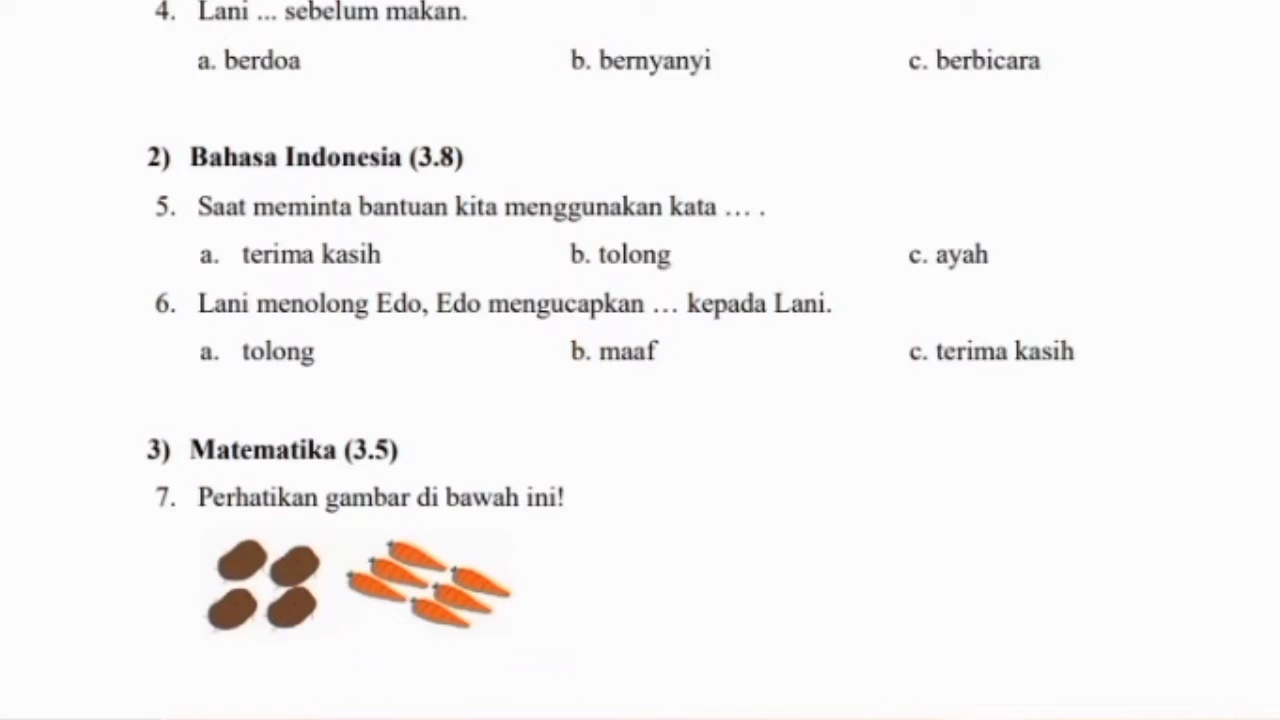 4. Lani ... sebelum makan.
a. berdoa b. bernyanyi c. berbicara
2) Bahasa Indonesia (3.8)
5. Saat meminta bantuan kita menggunakan kata ... .
a. terima kasih b. tolong c. ayah
6. Lani menolong Edo, Edo mengucapkan ... kepada Lani.
a. tolong b. maaf c. terima kasih
3) Matematika (3.5)
7. Perhatikan gambar di bawah ini!